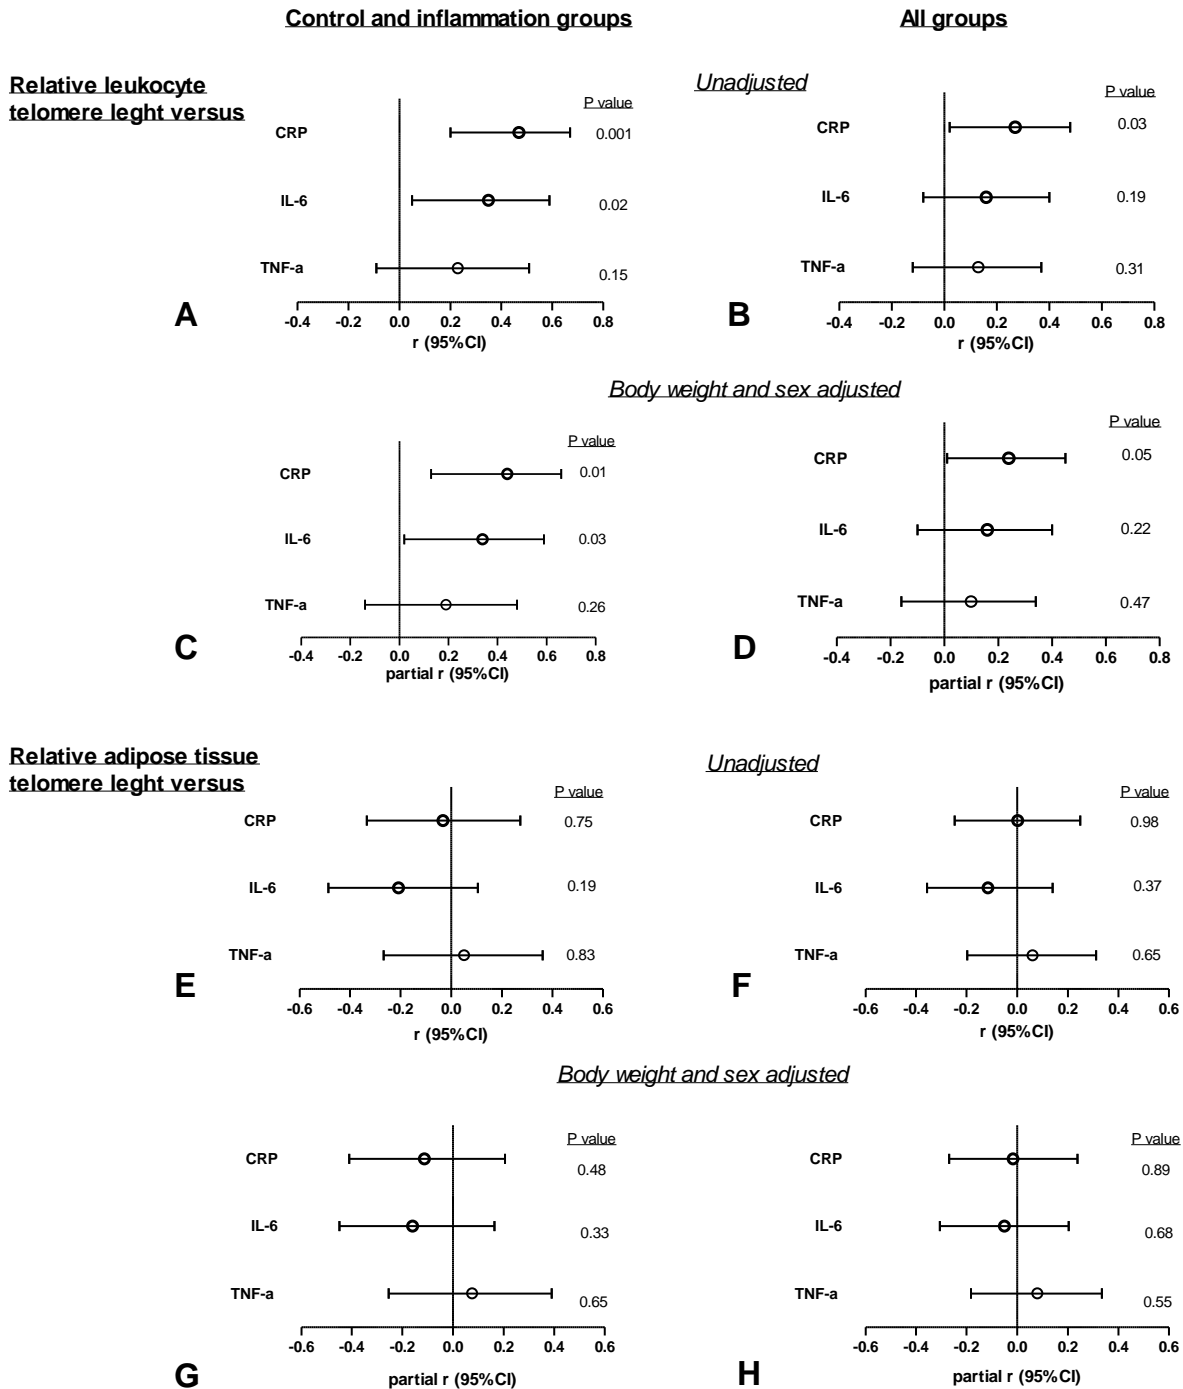 Control and inflammation groups
All groups
Relative leukocyte
telomere leght versus
Unadjusted
P value
CRP
0.001
IL-6
0.02
TNF-a
0.15
A
-0.4 -0.2 0.0 0.2 0.4 0.6 0.8
r (95%CI)
P value
CRP
0.03
IL-6
0.19
TNF-a
0.31
B
-0.4 -0.2 0.0 0.2 0.4 0.6 0.8
r (95%CI)
Body weight and sex adjusted
P value
CRP
0.01
IL-6
0.03
TNF-a
0.26
C
-0.4 -0.2 0.0 0.2 0.4 0.6 0.8
partial r (95%CI)
P value
CRP
0.05
IL-6
0.22
TNF-a
0.47
D
-0.4 -0.2 0.0 0.2 0.4 0.6 0.8
partial r (95%CI)
Relative adipose tissue
telomere leght versus
Unadjusted
P value
CRP
0.75
IL-6
0.19
TNF-a
0.83
E
-0.6 -0.4 -0.2 0.0 0.2 0.4 0.6
r (95%CI)
P value
CRP
0.98
IL-6
0.37
TNF-a
0.65
F
-0.6 -0.4 -0.2 0.0 0.2 0.4 0.6
r (95%CI)
Body weight and sex adjusted
P value
CRP
0.48
IL-6
0.33
TNF-a
0.65
G
-0.6 -0.4 -0.2 0.0 0.2 0.4 0.6
partial r (95%CI)
P value
CRP
0.89
IL-6
0.68
TNF-a
0.55
H
-0.6 -0.4 -0.2 0.0 0.2 0.4 0.6
partial r (95%CI)